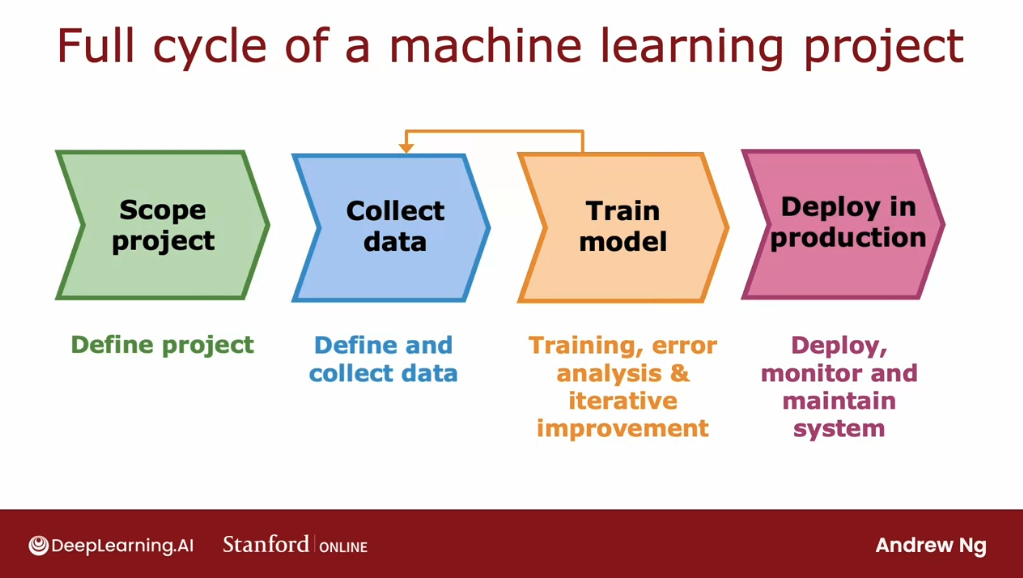 Full cycle of a machine learning project
Scope
project
Collect
data
Train
model
Deploy in
production
Define project
Define and
collect data
Training, error
analysis &
iterative
improvement
Deploy,
monitor and
maintain
system
DeepLearning.AI
Stanford | ONLINE
Andrew Ng